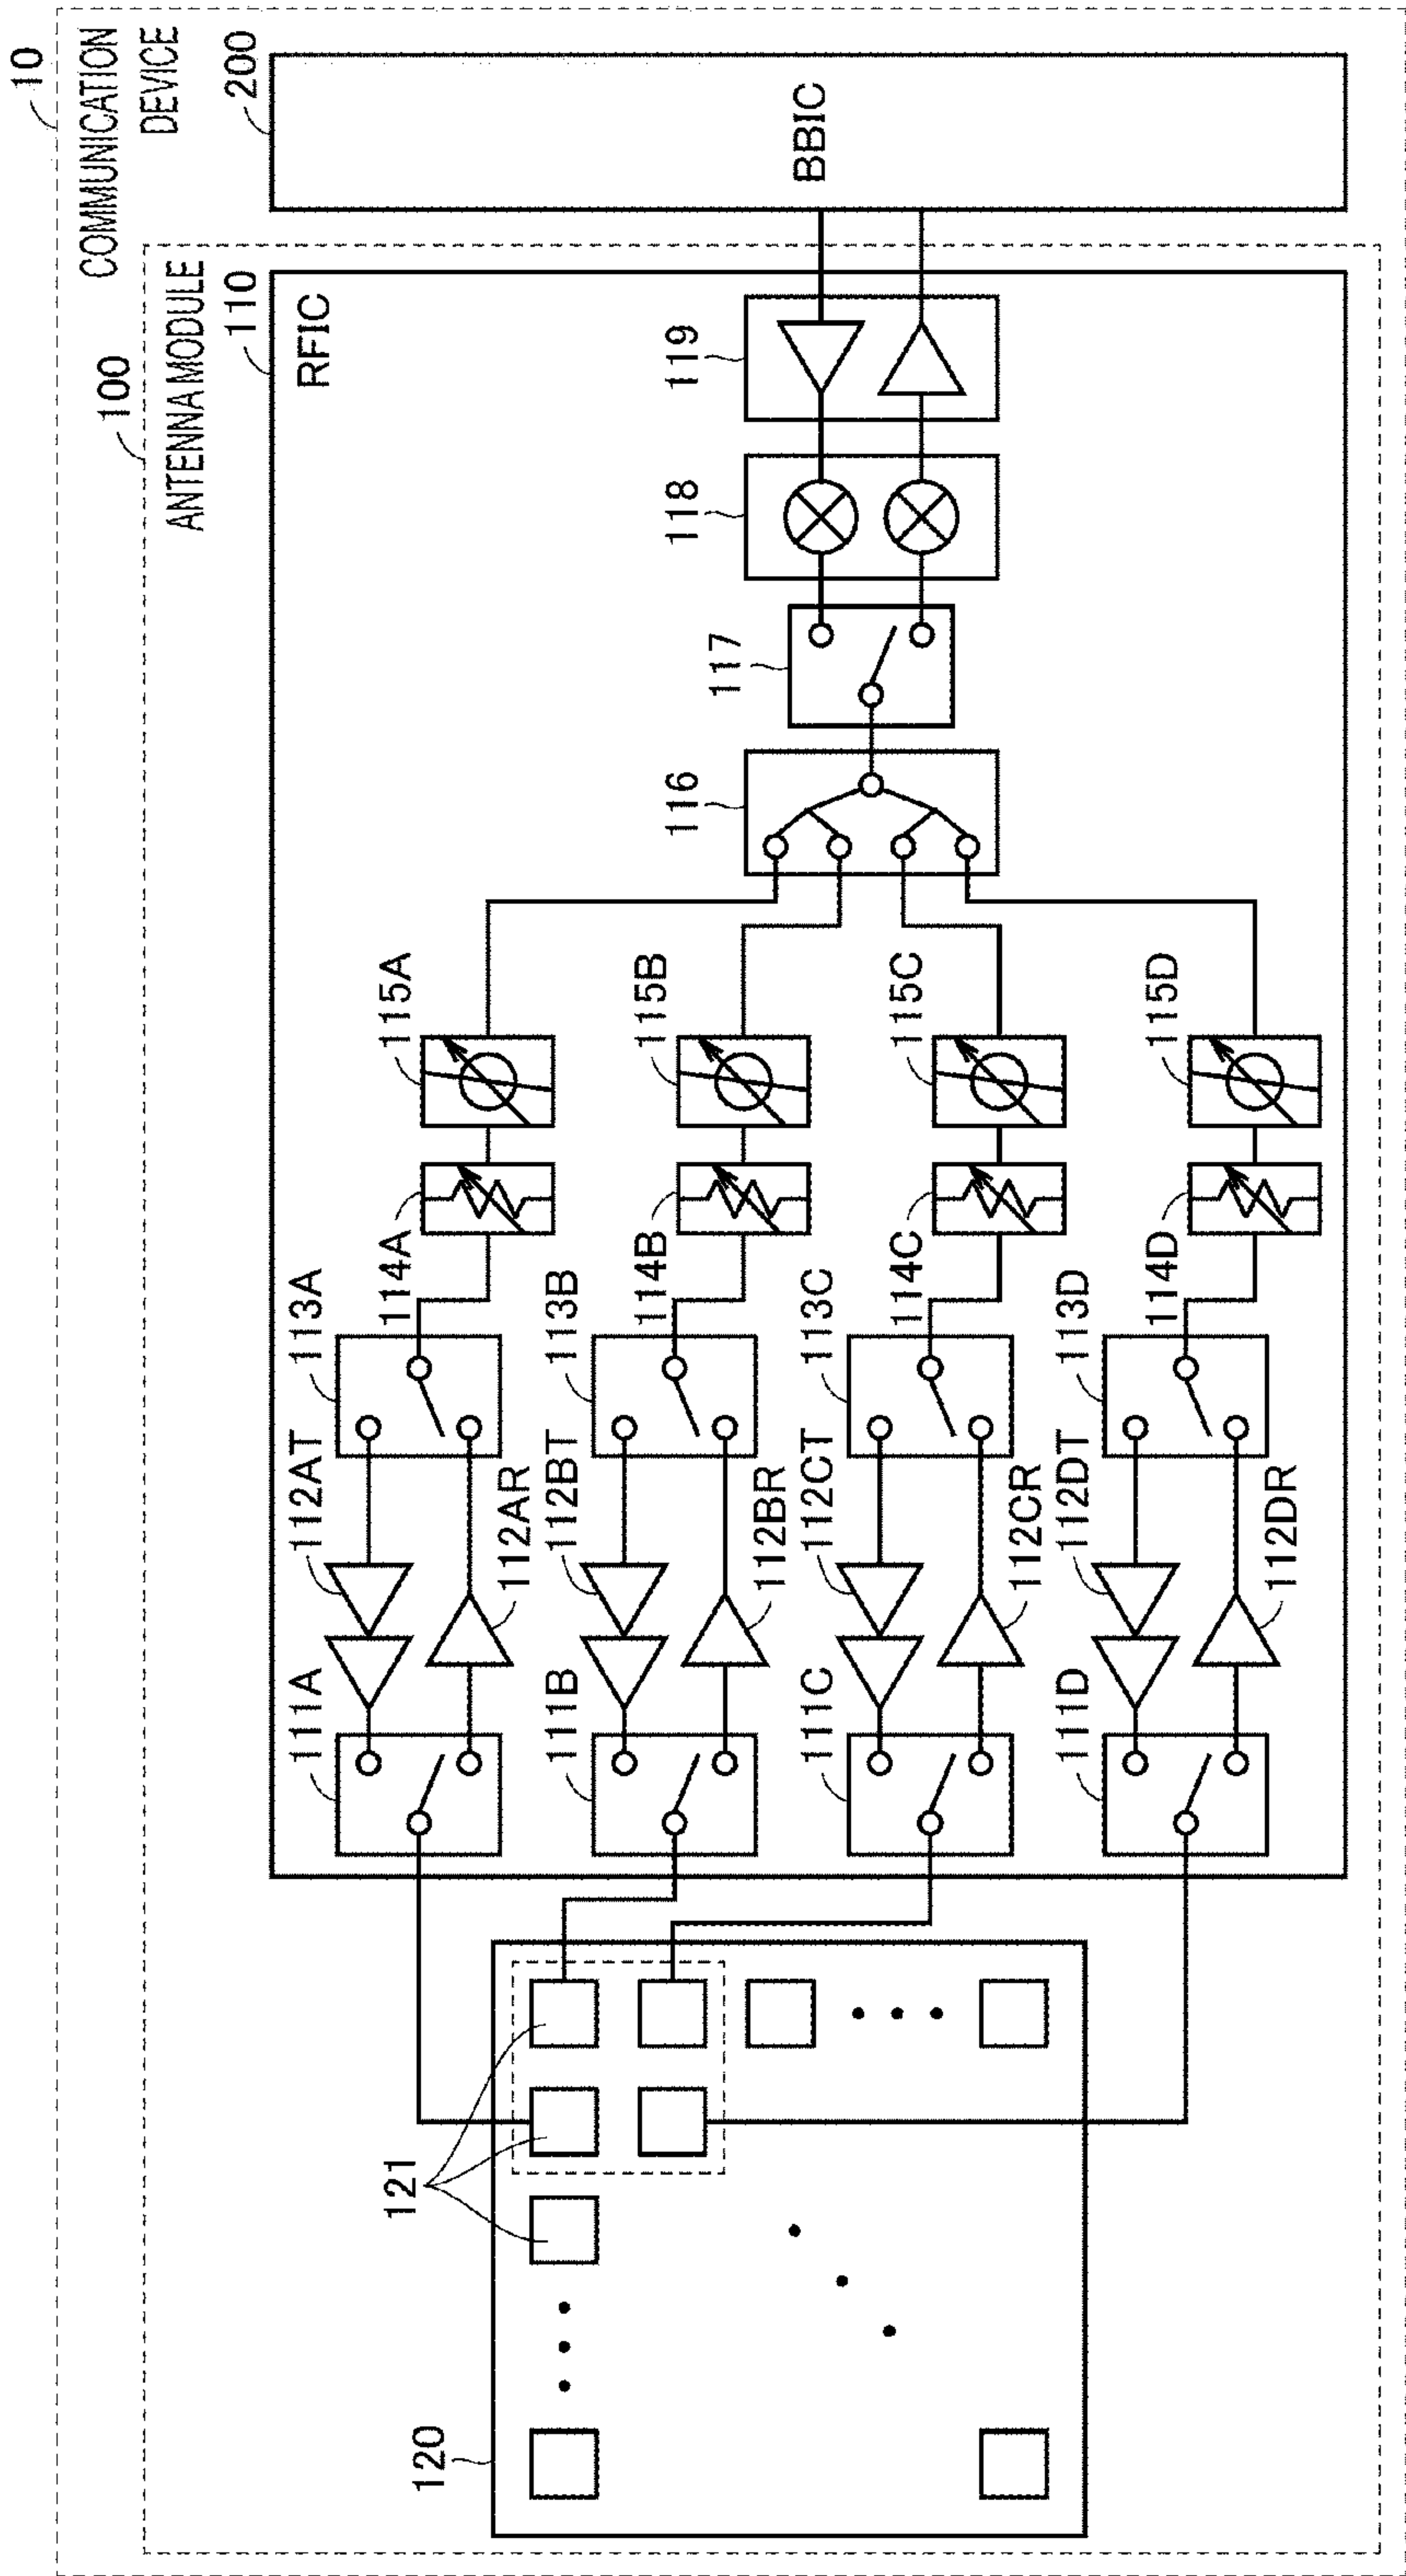 10
COMMUNICATION
DEVICE
100
ANTENNA MODULE
200
BBIC
110
RFIC
113A
112AT
111A
115A
114A
112AR
113B
112BT
111B
115B
114B
112BR
119
118
117
116
113C
112CT
111C
115C
114C
112CR
113D
112DT
111D
115D
114D
112DR
121
120